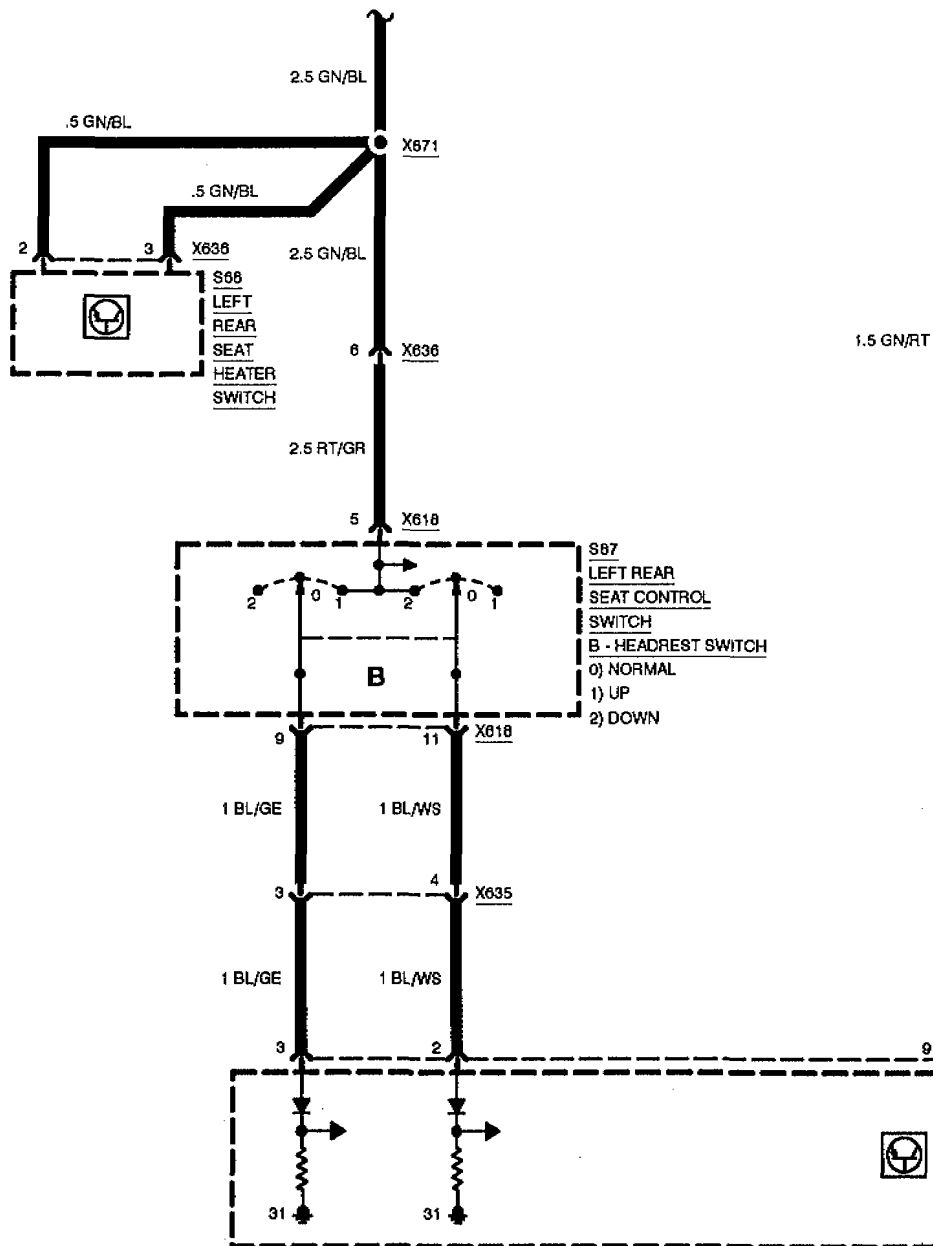 2.5 GN/BL
.5 GN/BL
X671
.5 GN/BL
2.5 GN/BL
2
3
X636
S66
LEFT
REAR
SEAT
HEATER
SWITCH
6
X636
1.5 GN/RT
2.5 RT/GR
5
X618
S67
LEFT REAR
SEAT CONTROL
SWITCH
B - HEADREST SWITCH
0) NORMAL
1) UP
2) DOWN
2
0
1
2
0
1
B
9
11
X618
1 BL/GE
1 BL/WS
3
4
X635
1 BL/GE
1 BL/WS
3
2
9
31
31